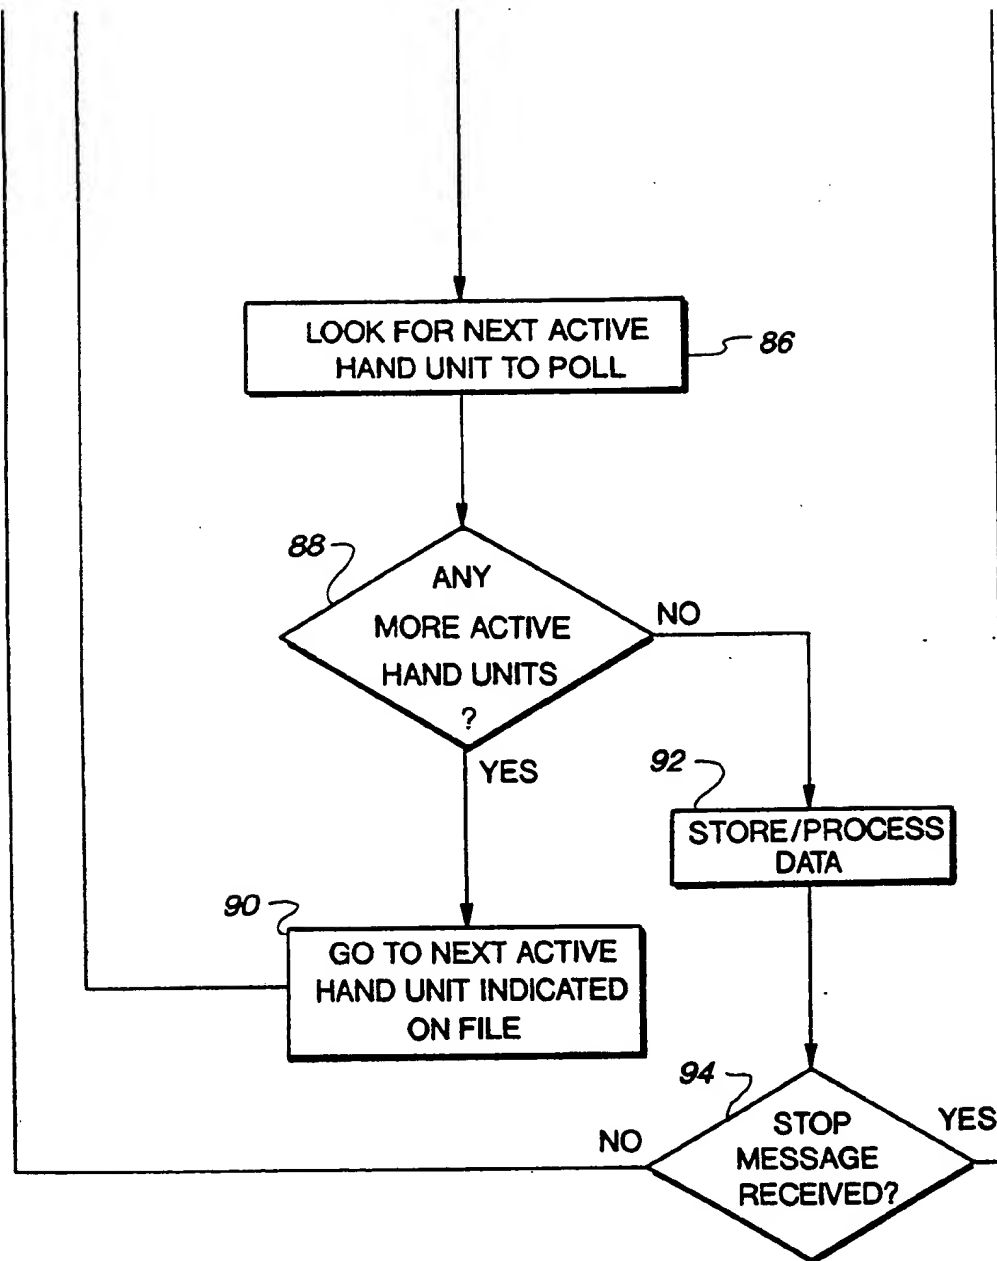 LOOK FOR NEXT ACTIVE
HAND UNIT TO POLL
86
88
ANY
MORE ACTIVE
HAND UNITS
?
NO
YES
92
STORE/PROCESS
DATA
90
GO TO NEXT ACTIVE
HAND UNIT INDICATED
ON FILE
94
STOP
MESSAGE
RECEIVED?
NO
YES